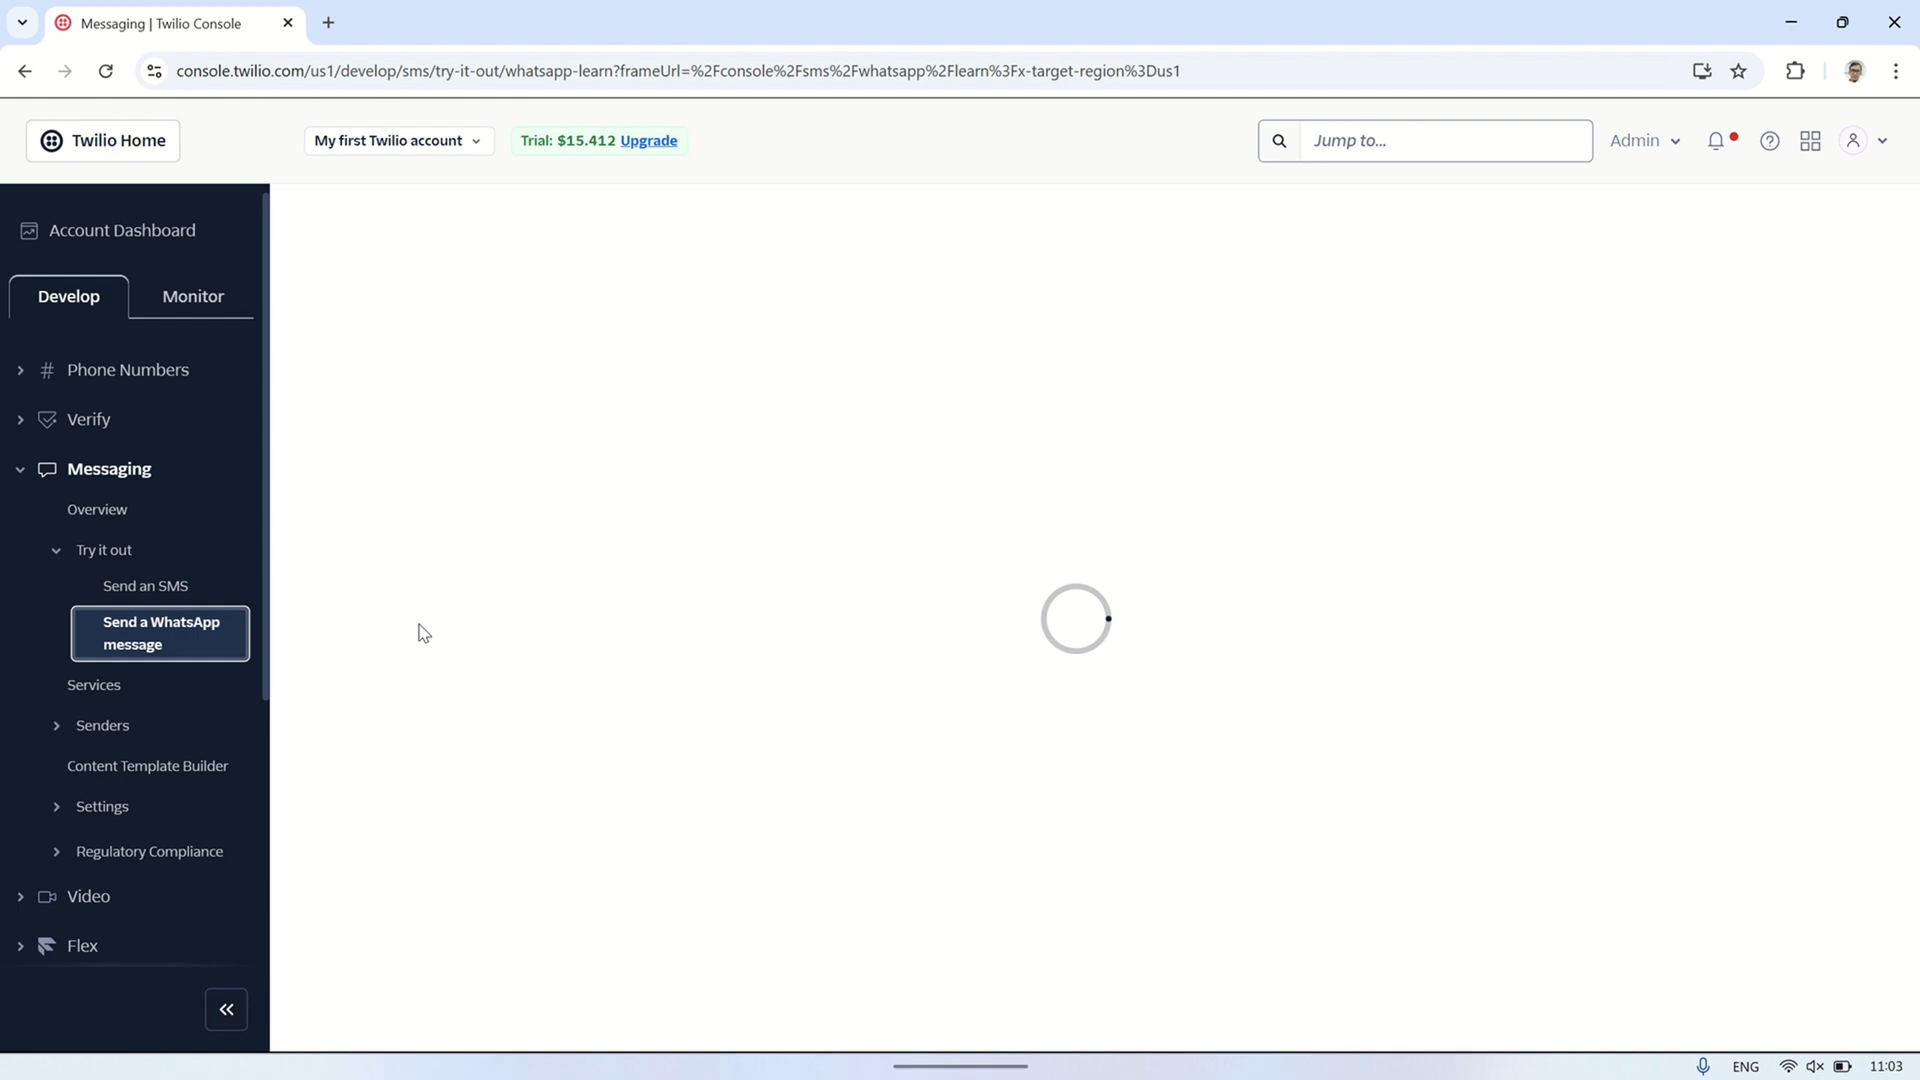 Messaging | Twilio Console
console.twilio.com/us1/develop/sms/try-it-out/whatsapp-learn?frameUrl=%2Fconsole%2Fsms%2Fwhatsapp%2Flearn%3Fx-target-region%3Dus1
Twilio Home
My first Twilio account
Trial: $15.412 Upgrade
Jump to...
Admin
Account Dashboard
Develop
Monitor
Phone Numbers
Verify
Messaging
Overview
Try it out
Send an SMS
Send a WhatsApp
message
Services
Senders
Content Template Builder
Settings
Regulatory Compliance
Video
Flex
ENG
11:03